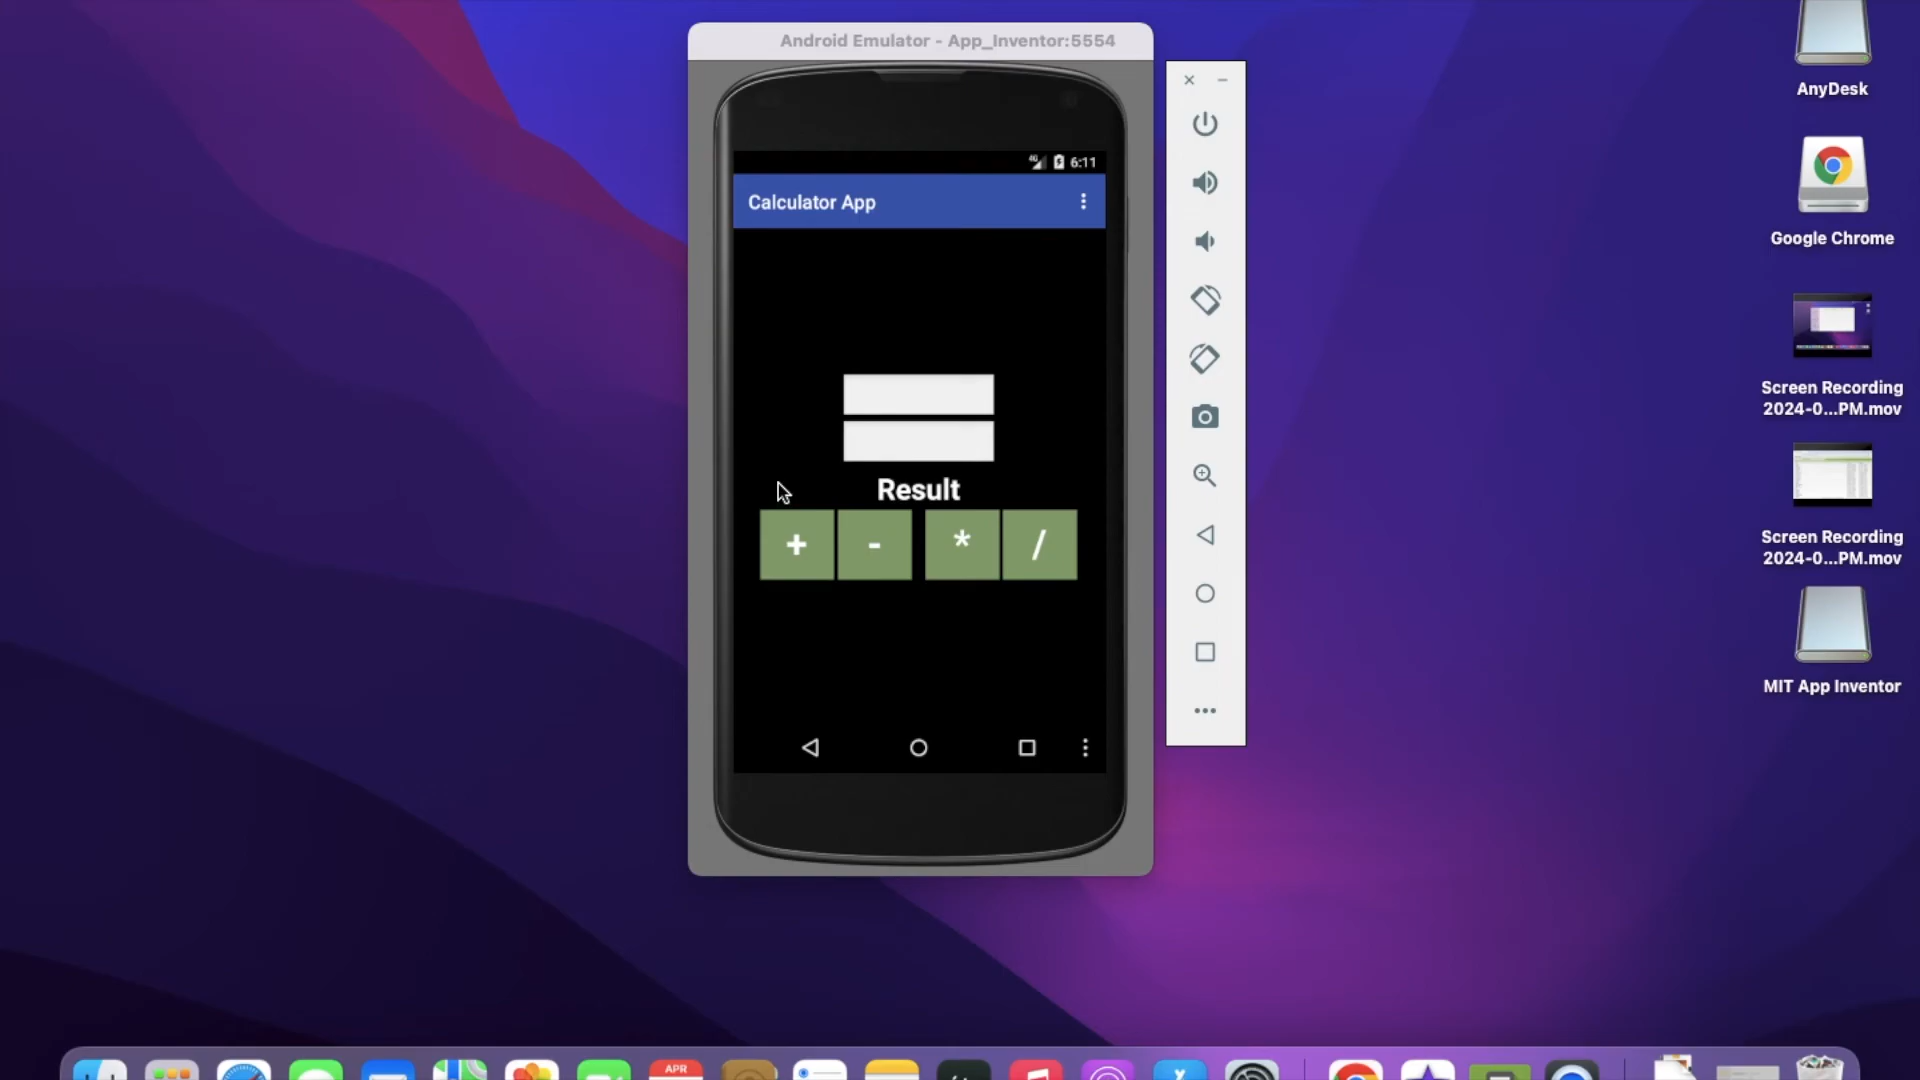 Android Emulator - App_Inventor:5554
4G 6:11
Calculator App
Result
+ - * /
AnyDesk
Google Chrome
Screen Recording
2024-0...PM.mov
Screen Recording
2024-0...PM.mov
MIT App Inventor
APR